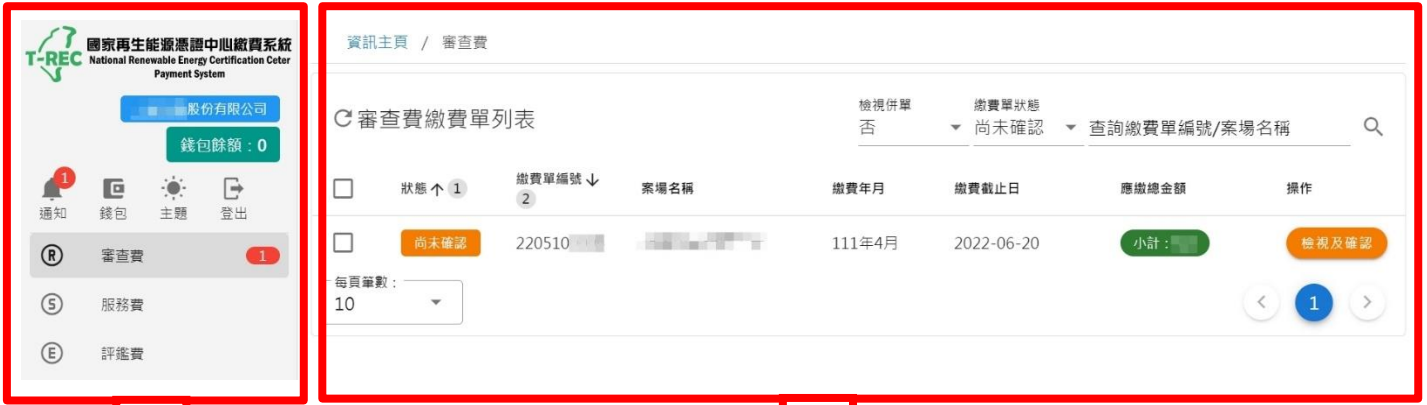 T-REC
國家再生能源憑證中心繳費系統
National Renewable Energy Certification Ceter
Payment System
股份有限公司
錢包餘額：0
1
通知 錢包 主題 登出
R 審查費 1
S 服務費
E 評鑑費
資訊主頁 / 審查費
審查費繳費單列表
檢視併單
否
繳費單狀態
尚未確認
查詢繳費單編號/案場名稱
狀態 1 繳費單編號 2 案場名稱 繳費年月 繳費截止日 應繳總金額 操作
尚未確認 220510 111年4月 2022-06-20 小計： 檢視及確認
每頁筆數：
10
1